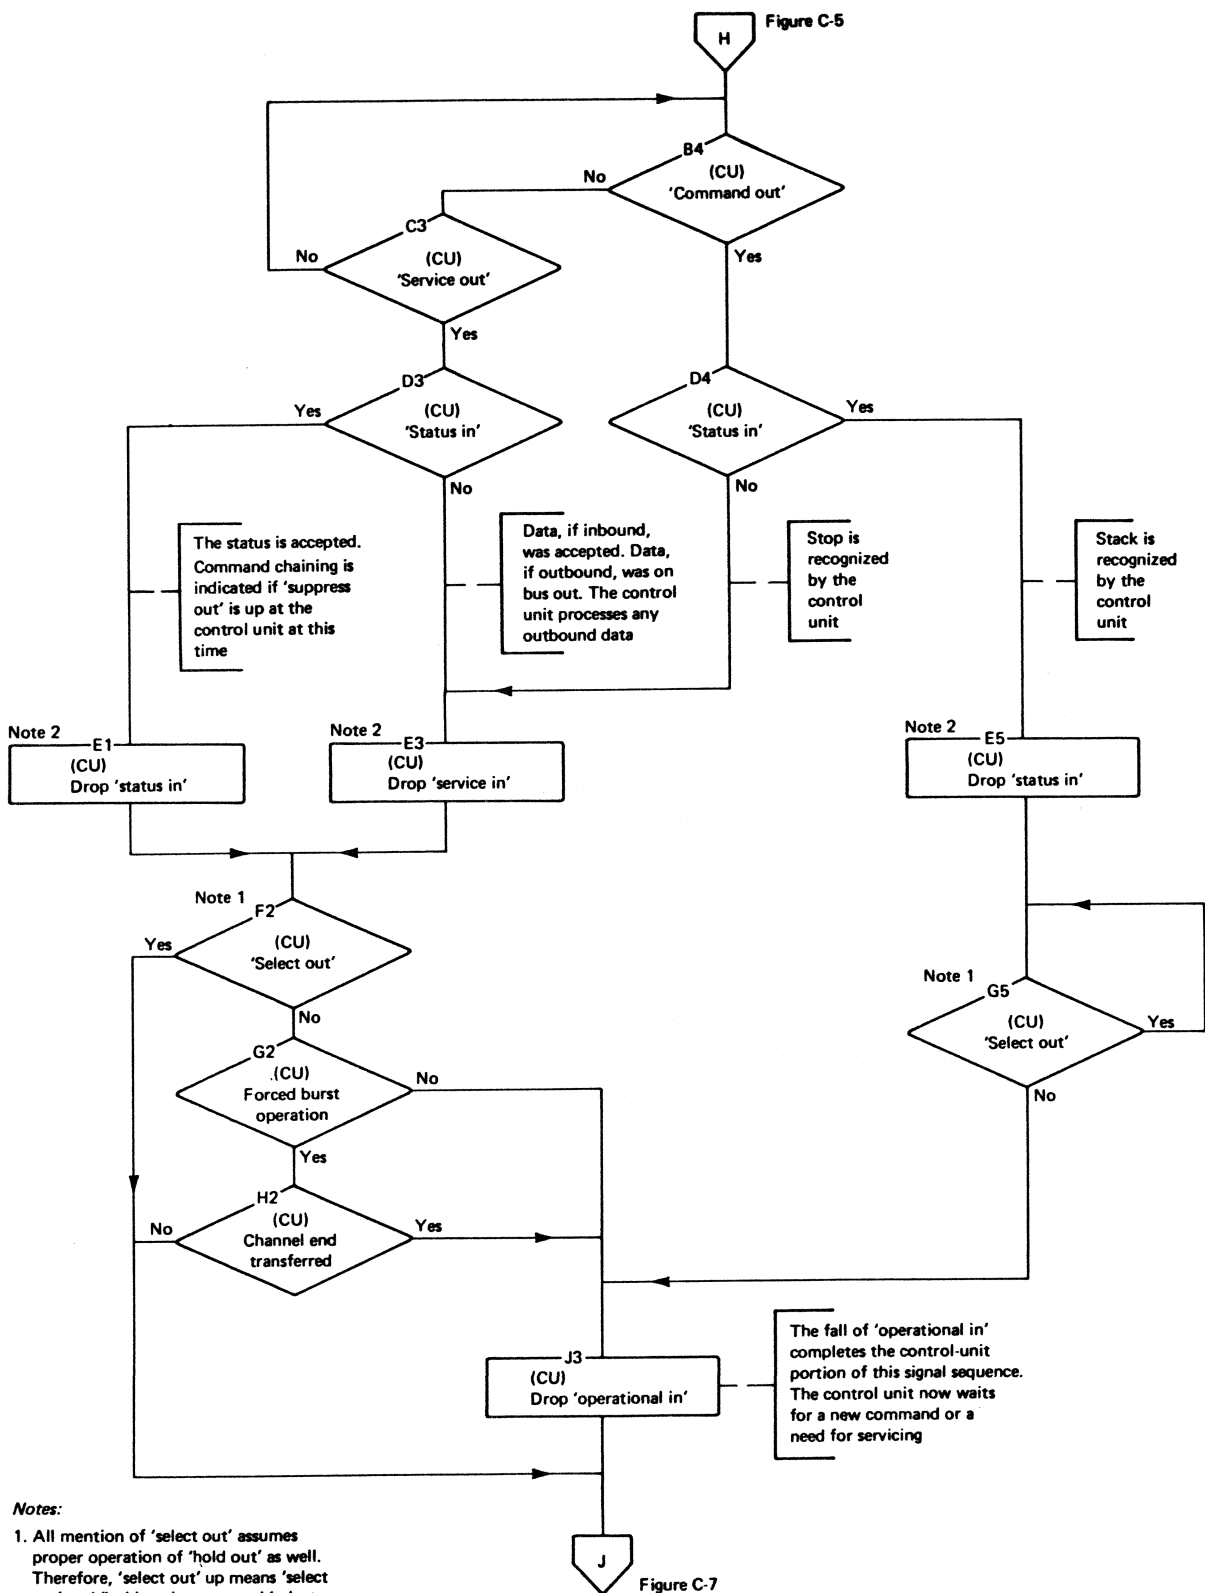 Figure C-5
H
B4
(CU)
'Command out'
No
Yes
C3
(CU)
'Service out'
No
Yes
D3
(CU)
'Status in'
Yes
No
D4
(CU)
'Status in'
Yes
No
The status is accepted.
Command chaining is
indicated if 'suppress
out' is up at the
control unit at this
time
Data, if inbound,
was accepted. Data,
if outbound, was on
bus out. The control
unit processes any
outbound data
Stop is
recognized
by the
control
unit
Stack is
recognized
by the
control
unit
Note 2
E1
(CU)
Drop 'status in'
Note 2
E3
(CU)
Drop 'service in'
Note 2
E5
(CU)
Drop 'status in'
Note 1
F2
(CU)
'Select out'
Yes
No
Note 1
G5
(CU)
'Select out'
Yes
No
G2
(CU)
Forced burst
operation
No
Yes
H2
(CU)
Channel end
transferred
No
Yes
J3
(CU)
Drop 'operational in'
The fall of 'operational in'
completes the control-unit
portion of this signal sequence.
The control unit now waits
for a new command or a
need for servicing
Notes:
1. All mention of 'select out' assumes
proper operation of 'hold out' as well.
Therefore, 'select out' up means 'select
J
Figure C-7